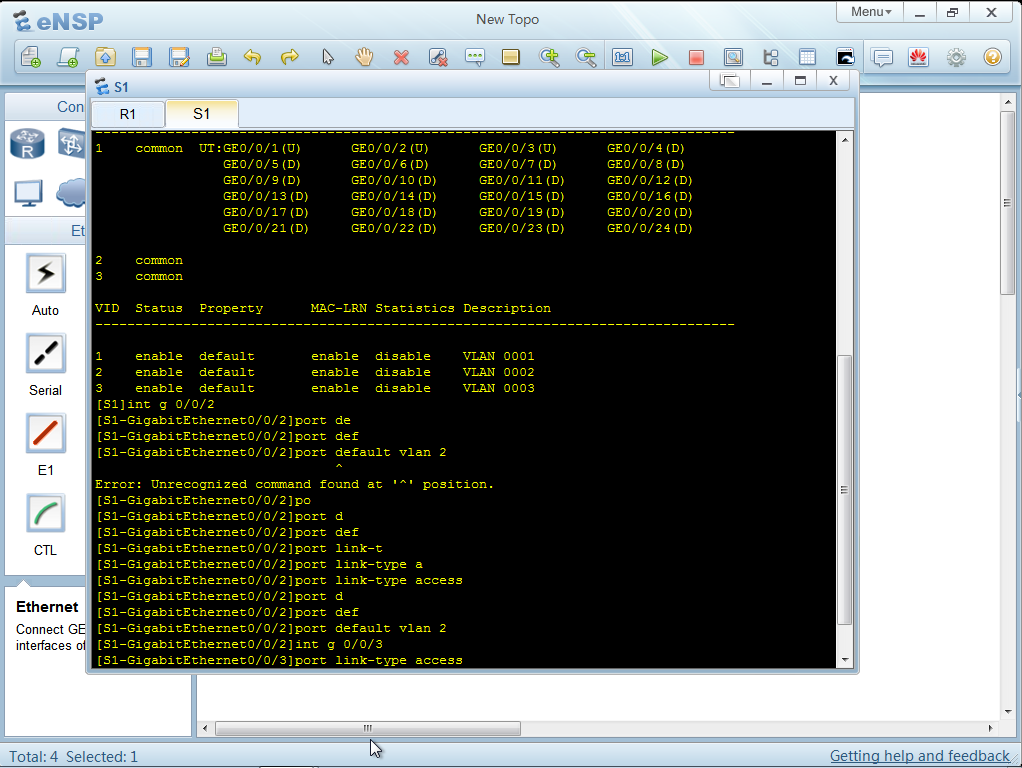 eNSP
New Topo
Menu
1:1
S1
R1 S1
Con
R
Et
Auto
Serial
E1
CTL
Ethernet
Connect GE
interfaces of
--------------------------------------------------------------------------------
1 common UT:GE0/0/1(U) GE0/0/2(U) GE0/0/3(U) GE0/0/4(D)
GE0/0/5(D) GE0/0/6(D) GE0/0/7(D) GE0/0/8(D)
GE0/0/9(D) GE0/0/10(D) GE0/0/11(D) GE0/0/12(D)
GE0/0/13(D) GE0/0/14(D) GE0/0/15(D) GE0/0/16(D)
GE0/0/17(D) GE0/0/18(D) GE0/0/19(D) GE0/0/20(D)
GE0/0/21(D) GE0/0/22(D) GE0/0/23(D) GE0/0/24(D)
2 common
3 common
VID Status Property MAC-LRN Statistics Description
--------------------------------------------------------------------------------
1 enable default enable disable VLAN 0001
2 enable default enable disable VLAN 0002
3 enable default enable disable VLAN 0003
[S1]int g 0/0/2
[S1-GigabitEthernet0/0/2]port de
[S1-GigabitEthernet0/0/2]port def
[S1-GigabitEthernet0/0/2]port default vlan 2
^
Error: Unrecognized command found at '^' position.
[S1-GigabitEthernet0/0/2]po
[S1-GigabitEthernet0/0/2]port d
[S1-GigabitEthernet0/0/2]port def
[S1-GigabitEthernet0/0/2]port link-t
[S1-GigabitEthernet0/0/2]port link-type a
[S1-GigabitEthernet0/0/2]port link-type access
[S1-GigabitEthernet0/0/2]port d
[S1-GigabitEthernet0/0/2]port def
[S1-GigabitEthernet0/0/2]port default vlan 2
[S1-GigabitEthernet0/0/2]int g 0/0/3
[S1-GigabitEthernet0/0/3]port link-type access
Total: 4 Selected: 1
Getting help and feedback